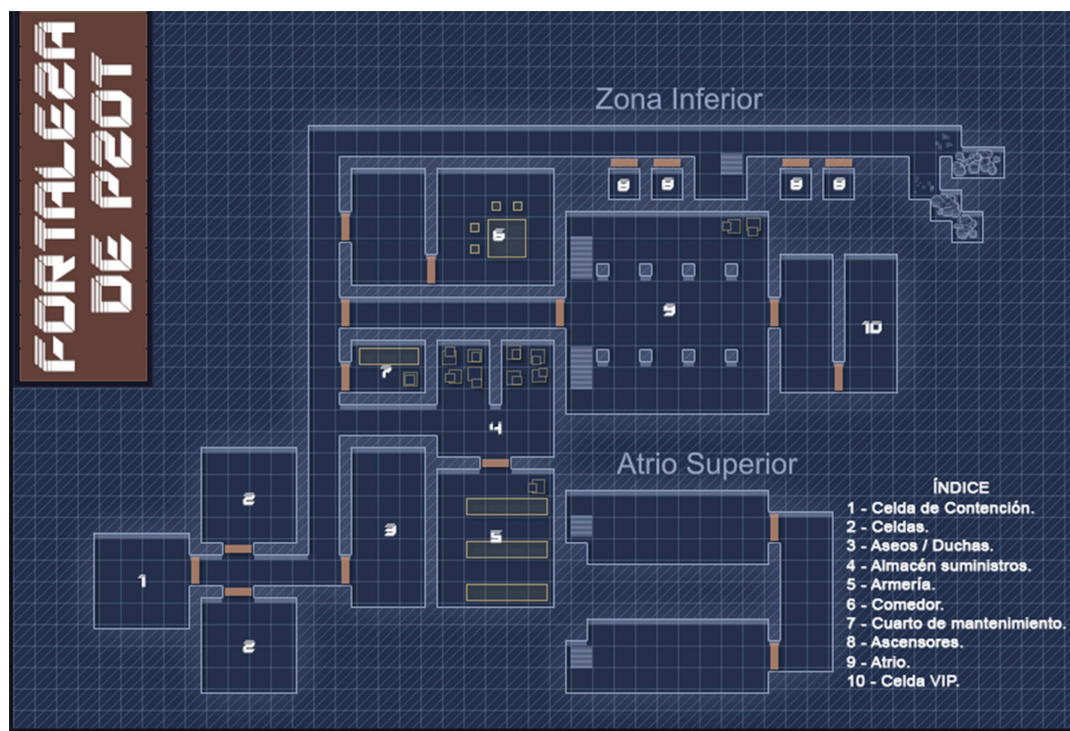 FORTALEZA
DE PZOT
Zona Inferior
8
8
8
8
6
9
10
7
4
Atrio Superior
2
3
5
1
2
ÍNDICE
1 - Celda de Contención.
2 - Celdas.
3 - Aseos / Duchas.
4 - Almacén suministros.
5 - Armería.
6 - Comedor.
7 - Cuarto de mantenimiento.
8 - Ascensores.
9 - Atrio.
10 - Celda VIP.